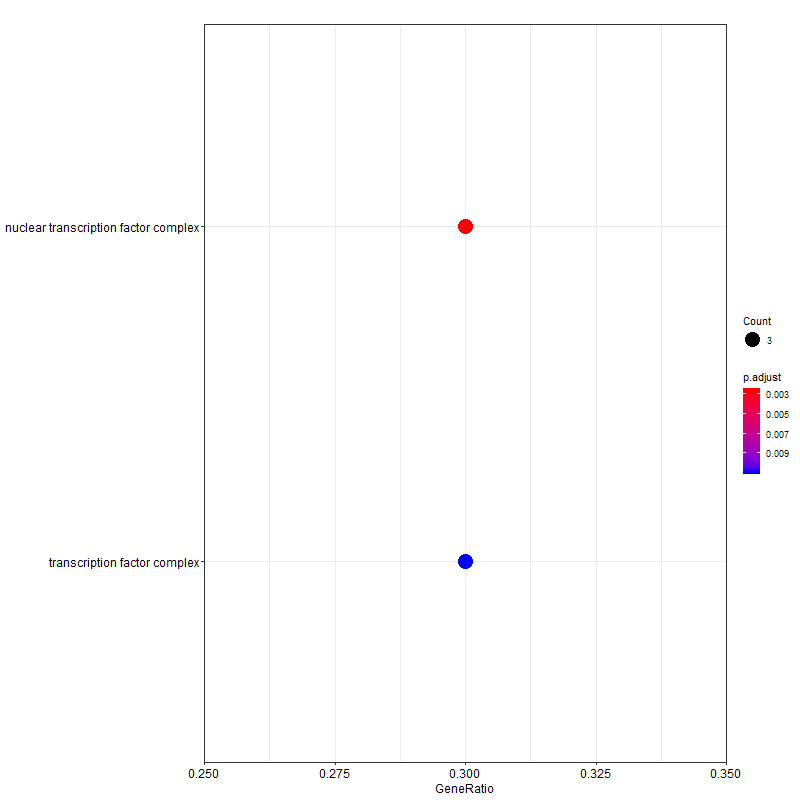 nuclear transcription factor complex
transcription factor complex
0.250 0.275 0.300 0.325 0.350
GeneRatio
Count
3
p.adjust
0.003
0.005
0.007
0.009